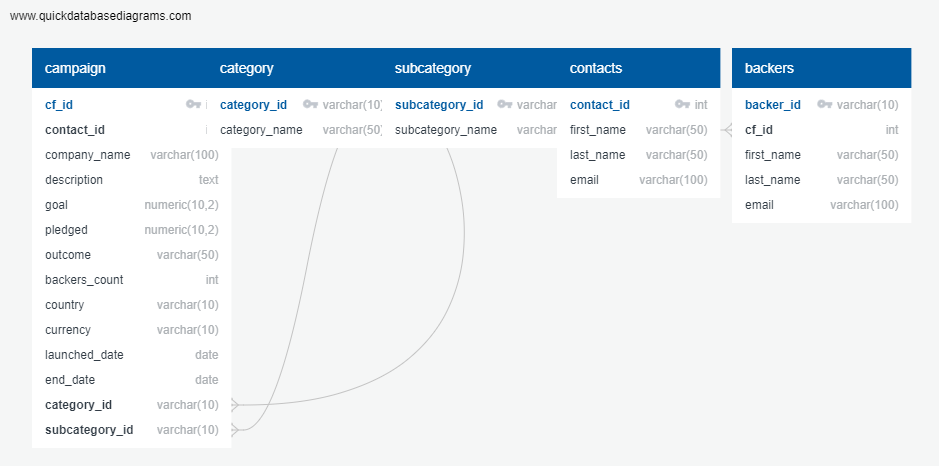 www.quickdatabasediagrams.com
campaign
cf_id
contact_id
company_name varchar(100)
description text
goal numeric(10,2)
pledged numeric(10,2)
outcome varchar(50)
backers_count int
country varchar(10)
currency varchar(10)
launched_date date
end_date date
category_id varchar(10)
subcategory_id varchar(10)
category
category_id varchar(10)
category_name varchar(50)
subcategory
subcategory_id varchar
subcategory_name varchar
contacts
contact_id int
first_name varchar(50)
last_name varchar(50)
email varchar(100)
backers
backer_id varchar(10)
cf_id int
first_name varchar(50)
last_name varchar(50)
email varchar(100)